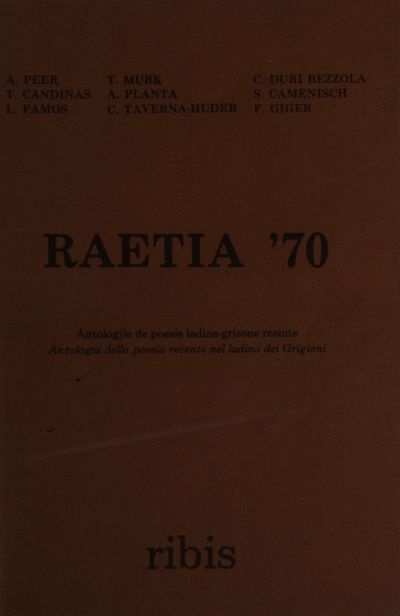 A. PEER T. MURK C. DURI BEZZOLA
T. CANDINAS A. PLANTA S. CAMENISCH
L. FAMOS C. TAVERNA-HUDER F. GIGER
RAETIA '70
Antologjie de poesie ladine-grisone resinte
Antologia della poesia recente nel ladino dei Grigioni
ribis